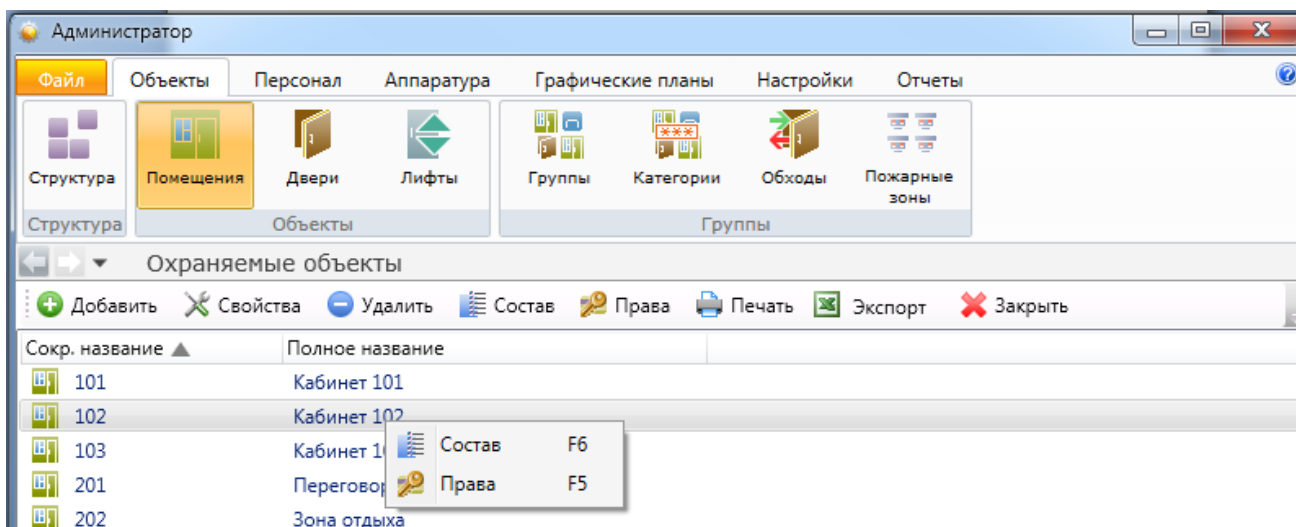 Администратор
Файл Объекты Персонал Аппаратура Графические планы Настройки Отчеты
Структура Помещения Двери Лифты Группы Категории Обходы Пожарные зоны
Структура Объекты Группы
Охраняемые объекты
Добавить Свойства Удалить Состав Права Печать Экспорт Закрыть
Сокр. название Полное название
101 Кабинет 101
102 Кабинет 102
Состав F6
103 Кабинет
Права F5
201
202 Зона отдыха